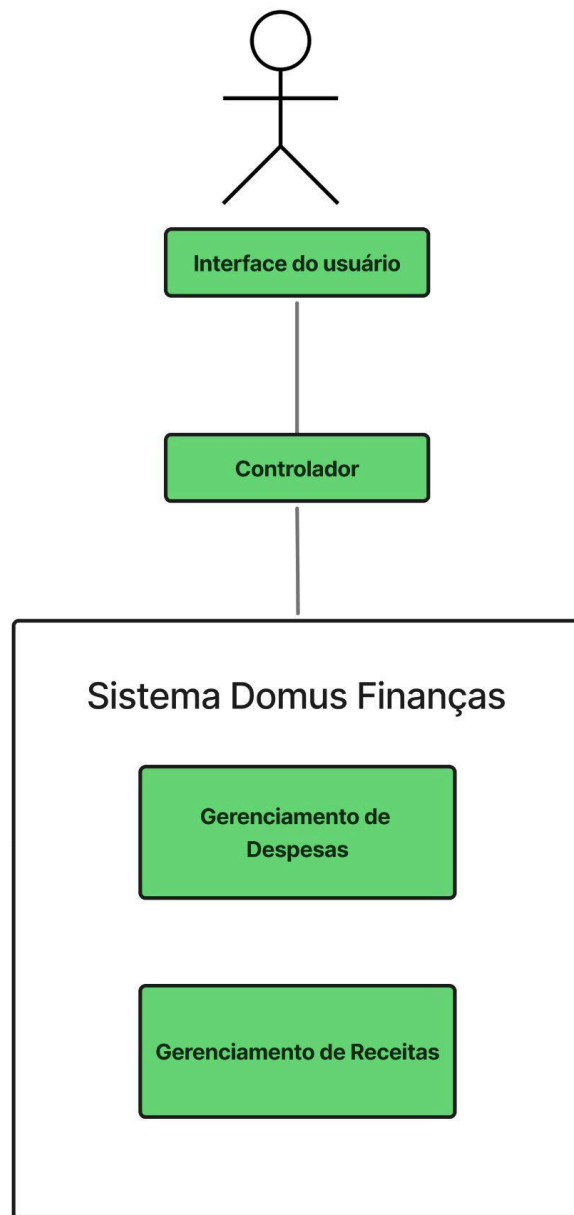 Interface do usuário
Controlador
Sistema Domus Finanças
Gerenciamento de
Despesas
Gerenciamento de Receitas